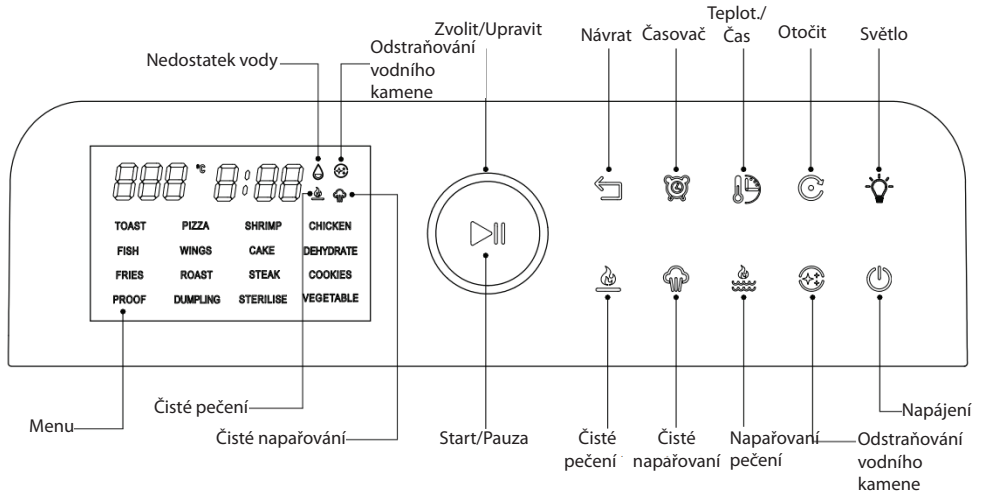 Zvolit/Upravit
Návrat
Časovač
Teplot./
Čas
Otočit
Světlo
Nedostatek vody
Odstraňování
vodního
kamene
888 °C 8:88
TOAST PIZZA SHRIMP CHICKEN
FISH WINGS CAKE DEHYDRATE
FRIES ROAST STEAK COOKIES
PROOF DUMPLING STERILISE VEGETABLE
Menu
Čisté pečení
Čisté napařování
Start/Pauza
Čisté
pečení
Čisté
napařovaní
Napařovaní
pečení
Odstraňování
vodního
kamene
Napájení